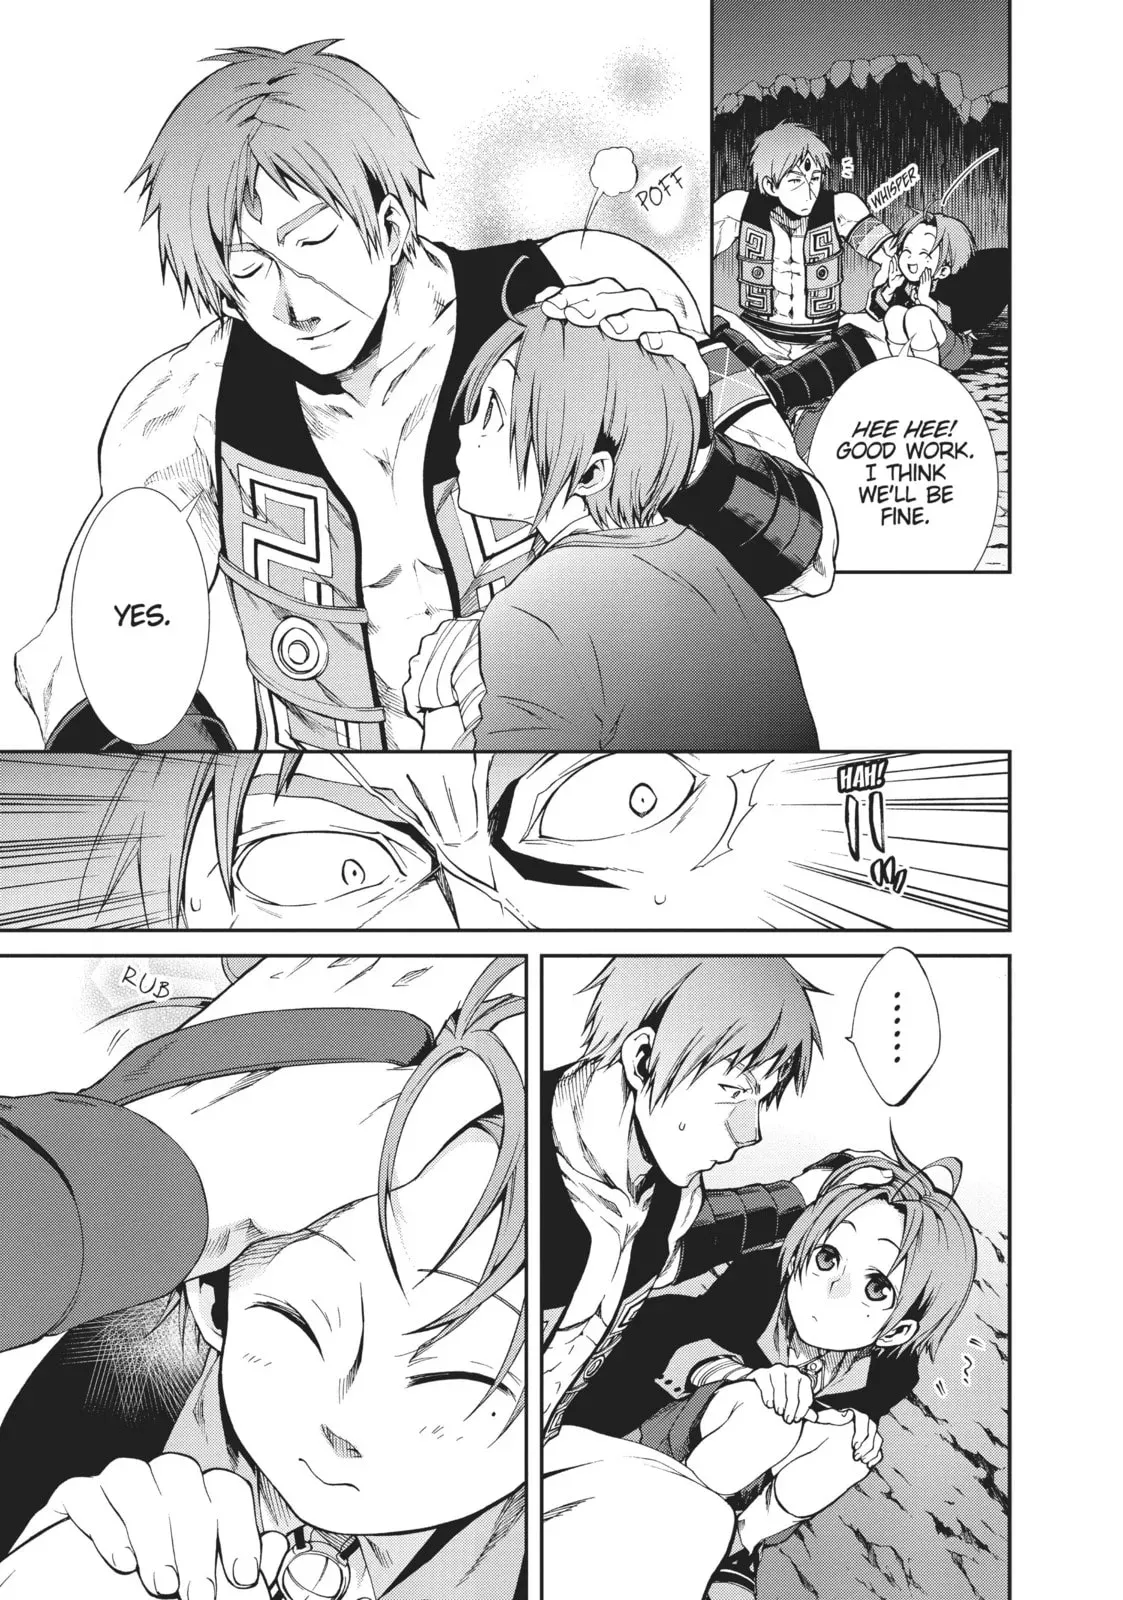 WHISPER
HEE HEE!
GOOD WORK.
I THINK
WE'LL BE
FINE.
POFF
YES.
HAH!
......
RUB